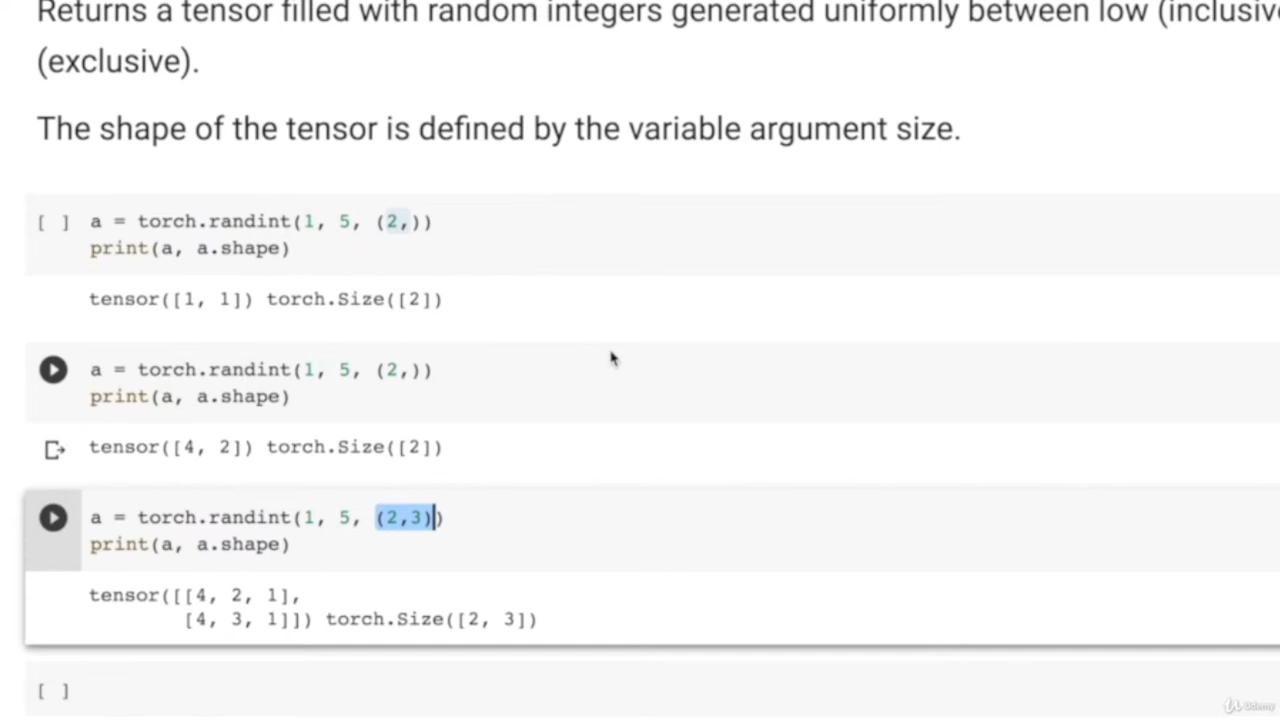 Returns a tensor filled with random integers generated uniformly between low (inclusiv
(exclusive).
The shape of the tensor is defined by the variable argument size.
[ ] a = torch.randint(1, 5, (2,))
print(a, a.shape)
tensor([1, 1]) torch.Size([2])
a = torch.randint(1, 5, (2,))
print(a, a.shape)
tensor([4, 2]) torch.Size([2])
a = torch.randint(1, 5, (2,3))
print(a, a.shape)
tensor([[4, 2, 1],
[4, 3, 1]]) torch.Size([2, 3])
[ ]
Udemy